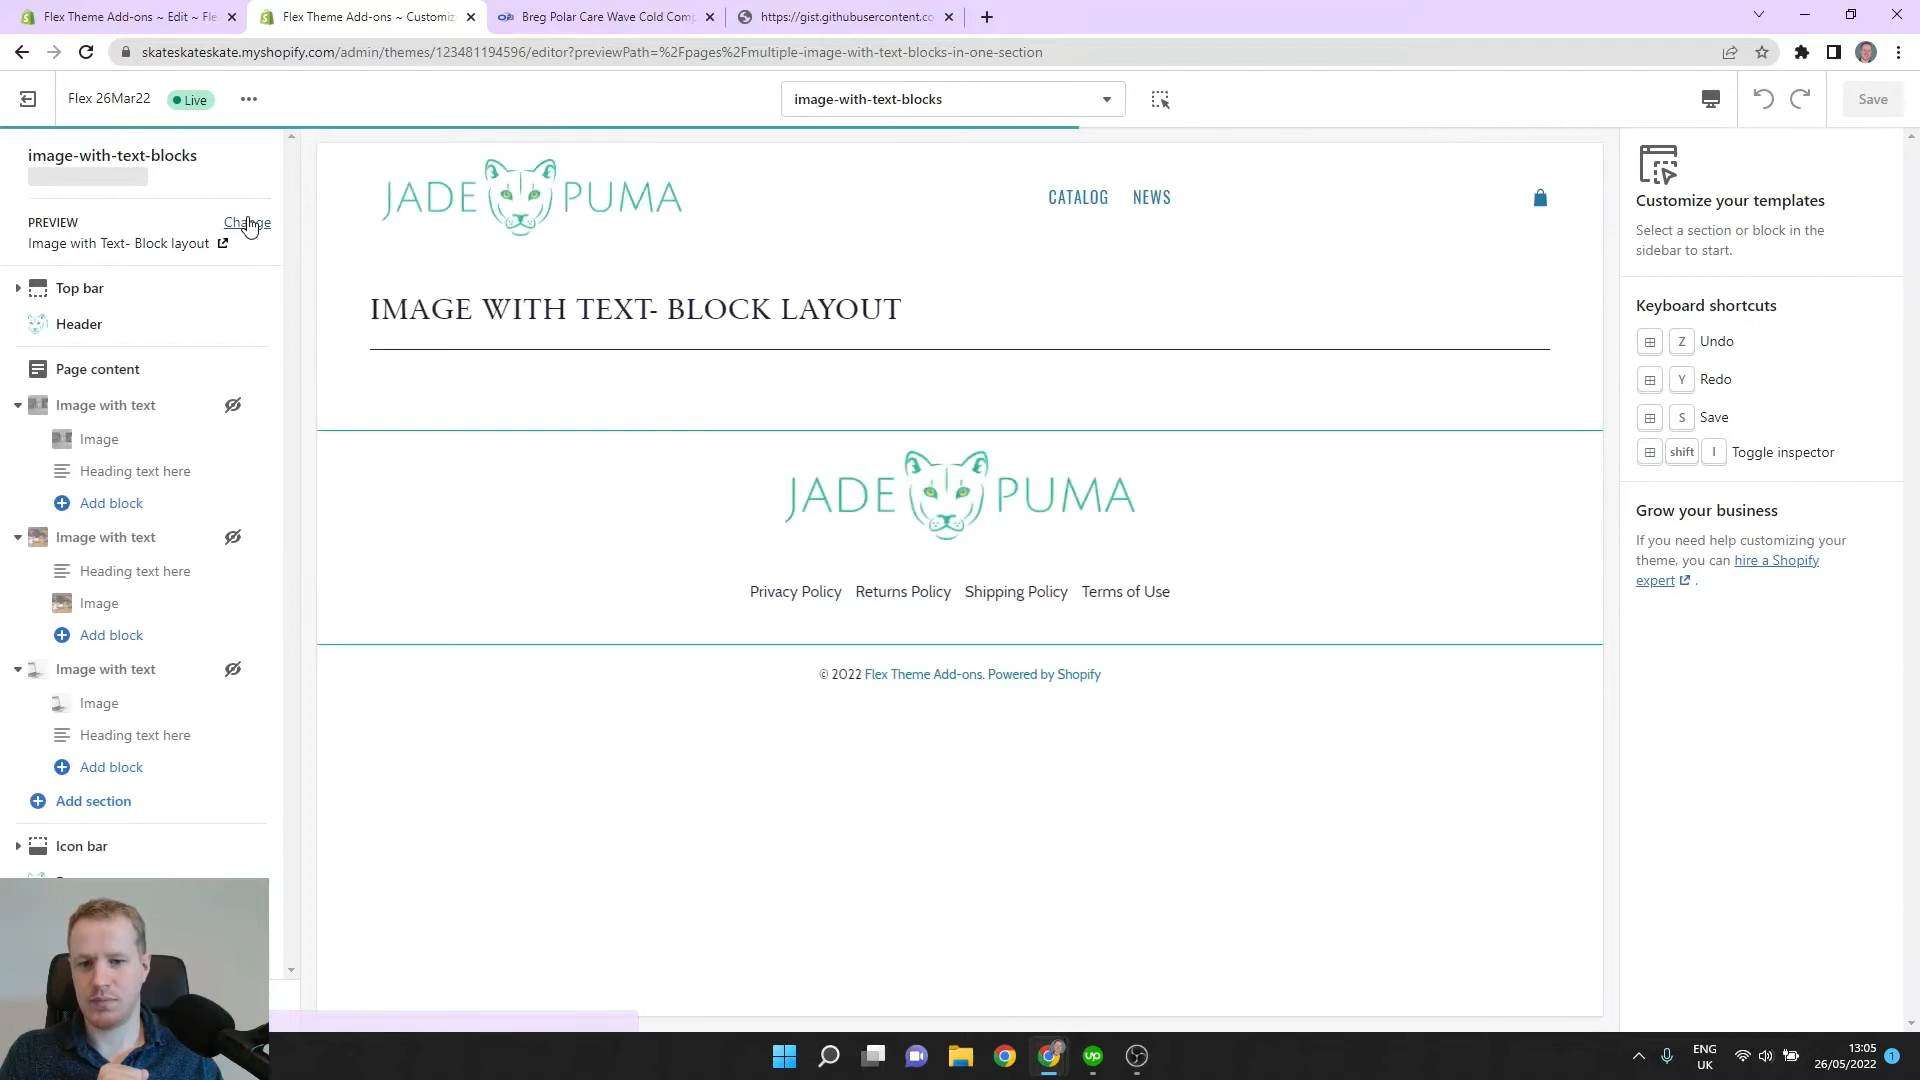 Flex Theme Add-ons ~ Edit ~ Fle
Flex Theme Add-ons ~ Customiz
Breg Polar Care Wave Cold Comp
https://gist.githubusercontent.co
skateskateskate.myshopify.com/admin/themes/123481194596/editor?previewPath=%2Fpages%2Fmultiple-image-with-text-blocks-in-one-section
Flex 26Mar22
Live
image-with-text-blocks
Save
image-with-text-blocks
PREVIEW
Change
Image with Text- Block layout
Top bar
Header
Page content
Image with text
Image
Heading text here
Add block
Image with text
Heading text here
Image
Add block
Image with text
Image
Heading text here
Add block
Add section
Icon bar
JADE PUMA
CATALOG NEWS
IMAGE WITH TEXT- BLOCK LAYOUT
JADE PUMA
Privacy Policy Returns Policy Shipping Policy Terms of Use
© 2022 Flex Theme Add-ons. Powered by Shopify
Customize your templates
Select a section or block in the
sidebar to start.
Keyboard shortcuts
Z Undo
Y Redo
S Save
shift I Toggle inspector
Grow your business
If you need help customizing your
theme, you can hire a Shopify
expert .
up
ENG
UK
13:05
26/05/2022
1